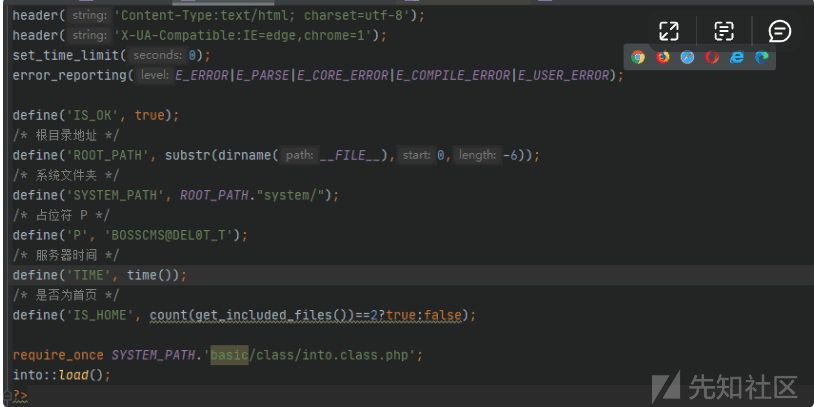 header( string: 'Content-Type:text/html; charset=utf-8');
header( string: 'X-UA-Compatible:IE=edge,chrome=1');
set_time_limit( seconds: 0);
error_reporting( level: E_ERROR|E_PARSE|E_CORE_ERROR|E_COMPILE_ERROR|E_USER_ERROR);
define('IS_OK', true);
/* 根目录地址 */
define('ROOT_PATH', substr(dirname( path: __FILE__), start: 0, length: -6));
/* 系统文件夹 */
define('SYSTEM_PATH', ROOT_PATH."system/");
/* 占位符 P */
define('P', 'BOSSCMS@DEL0T_T');
/* 服务器时间 */
define('TIME', time());
/* 是否为首页 */
define('IS_HOME', count(get_included_files())==2?true:false);
require_once SYSTEM_PATH.'basic/class/into.class.php';
into::load();
?>
先知社区